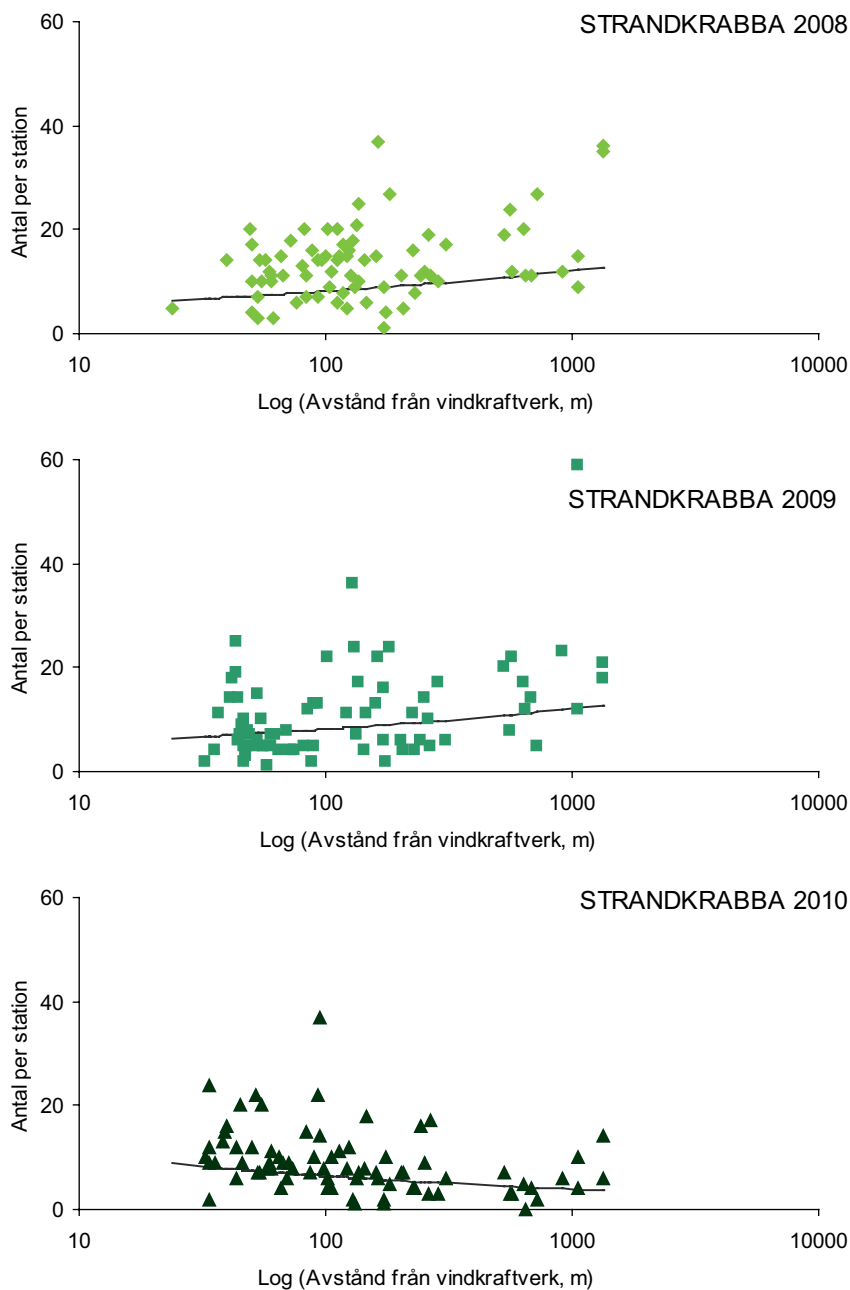 STRANDKRABBA 2008
60
40
20
0
Antal per station
10 100 1000 10000
Log (Avstånd från vindkraftverk, m)
STRANDKRABBA 2009
60
40
20
0
Antal per station
10 100 1000 10000
Log (Avstånd från vindkraftverk, m)
STRANDKRABBA 2010
60
40
20
0
Antal per station
10 100 1000 10000
Log (Avstånd från vindkraftverk, m)